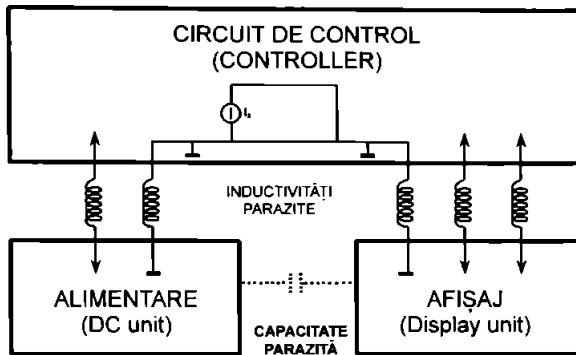 CIRCUIT DE CONTROL
(CONTROLLER)
INDUCTIVITĂȚI
PARAZITE
ALIMENTARE
(DC unit)
CAPACITATE
PARAZITĂ
AFIȘAJ
(Display unit)